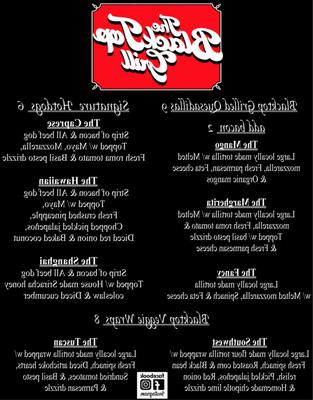 The
BlackTop
Grill
Blacktop Grilled Quesadillas 9
add bacon 2
The Mango
Large locally made tortilla w/ Melted
mozzarella, Fresh parmesan, Feta cheese
& Organic mangos
The Margherita
Large locally made tortilla w/ Melted
mozzarella, Fresh roma tomato &
Topped w/ basil pesto drizzle
& Fresh parmesan cheese
The Fancy
Large locally made tortilla
w/ Melted mozzarella, Spinach & Feta cheese
Signature Hotdogs 6
The Caprese
Strip of bacon All beef dog
Topped w/ Mayo, Mozzarella,
Fresh roma tomato & Basil pesto drizzle
The Hawaiian
Strip of bacon All beef dog
Topped w/ Mayo,
Fresh crushed pineapple,
Chopped pickled jalapeños,
Diced red onion & Baked coconut
The Shanghai
Strip of bacon All beef dog
Topped w/ House made Sriracha honey
coleslaw & Diced cucumber
Blacktop Veggie Wraps 8
The Southwest
Large locally made flour tortilla wrapped w/
Fresh spinach, Roasted corn & Black bean
relish, Pickled jalapeños, Red onion
& Homemade chipotle lime drizzle
The Tuscan
Large locally made tortilla wrapped w/
Fresh spinach, Diced artichoke hearts,
Sundried tomatoes, & Basil pesto
drizzle & Parmesan
facebook
Instagram